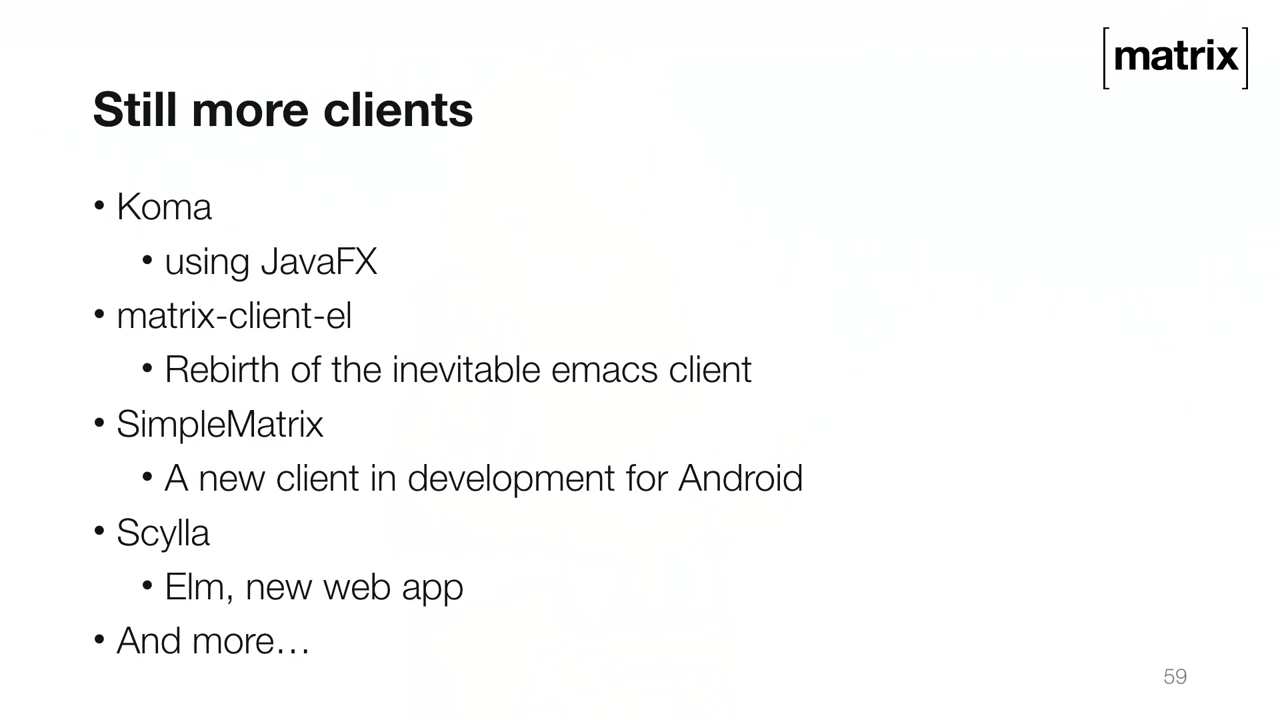 [matrix]
Still more clients
• Koma
• using JavaFX
• matrix-client-el
• Rebirth of the inevitable emacs client
• SimpleMatrix
• A new client in development for Android
• Scylla
• Elm, new web app
• And more…
59